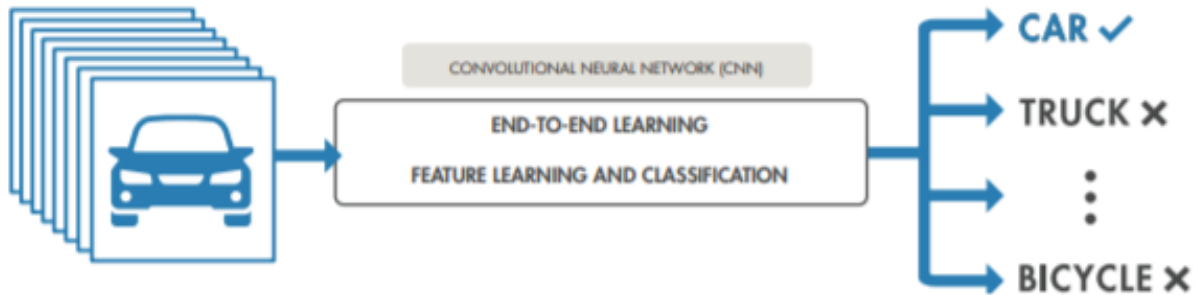 CONVOLUTIONAL NEURAL NETWORK (CNN)
END-TO-END LEARNING
FEATURE LEARNING AND CLASSIFICATION
CAR ✓
TRUCK ✕
⋮
BICYCLE ✕